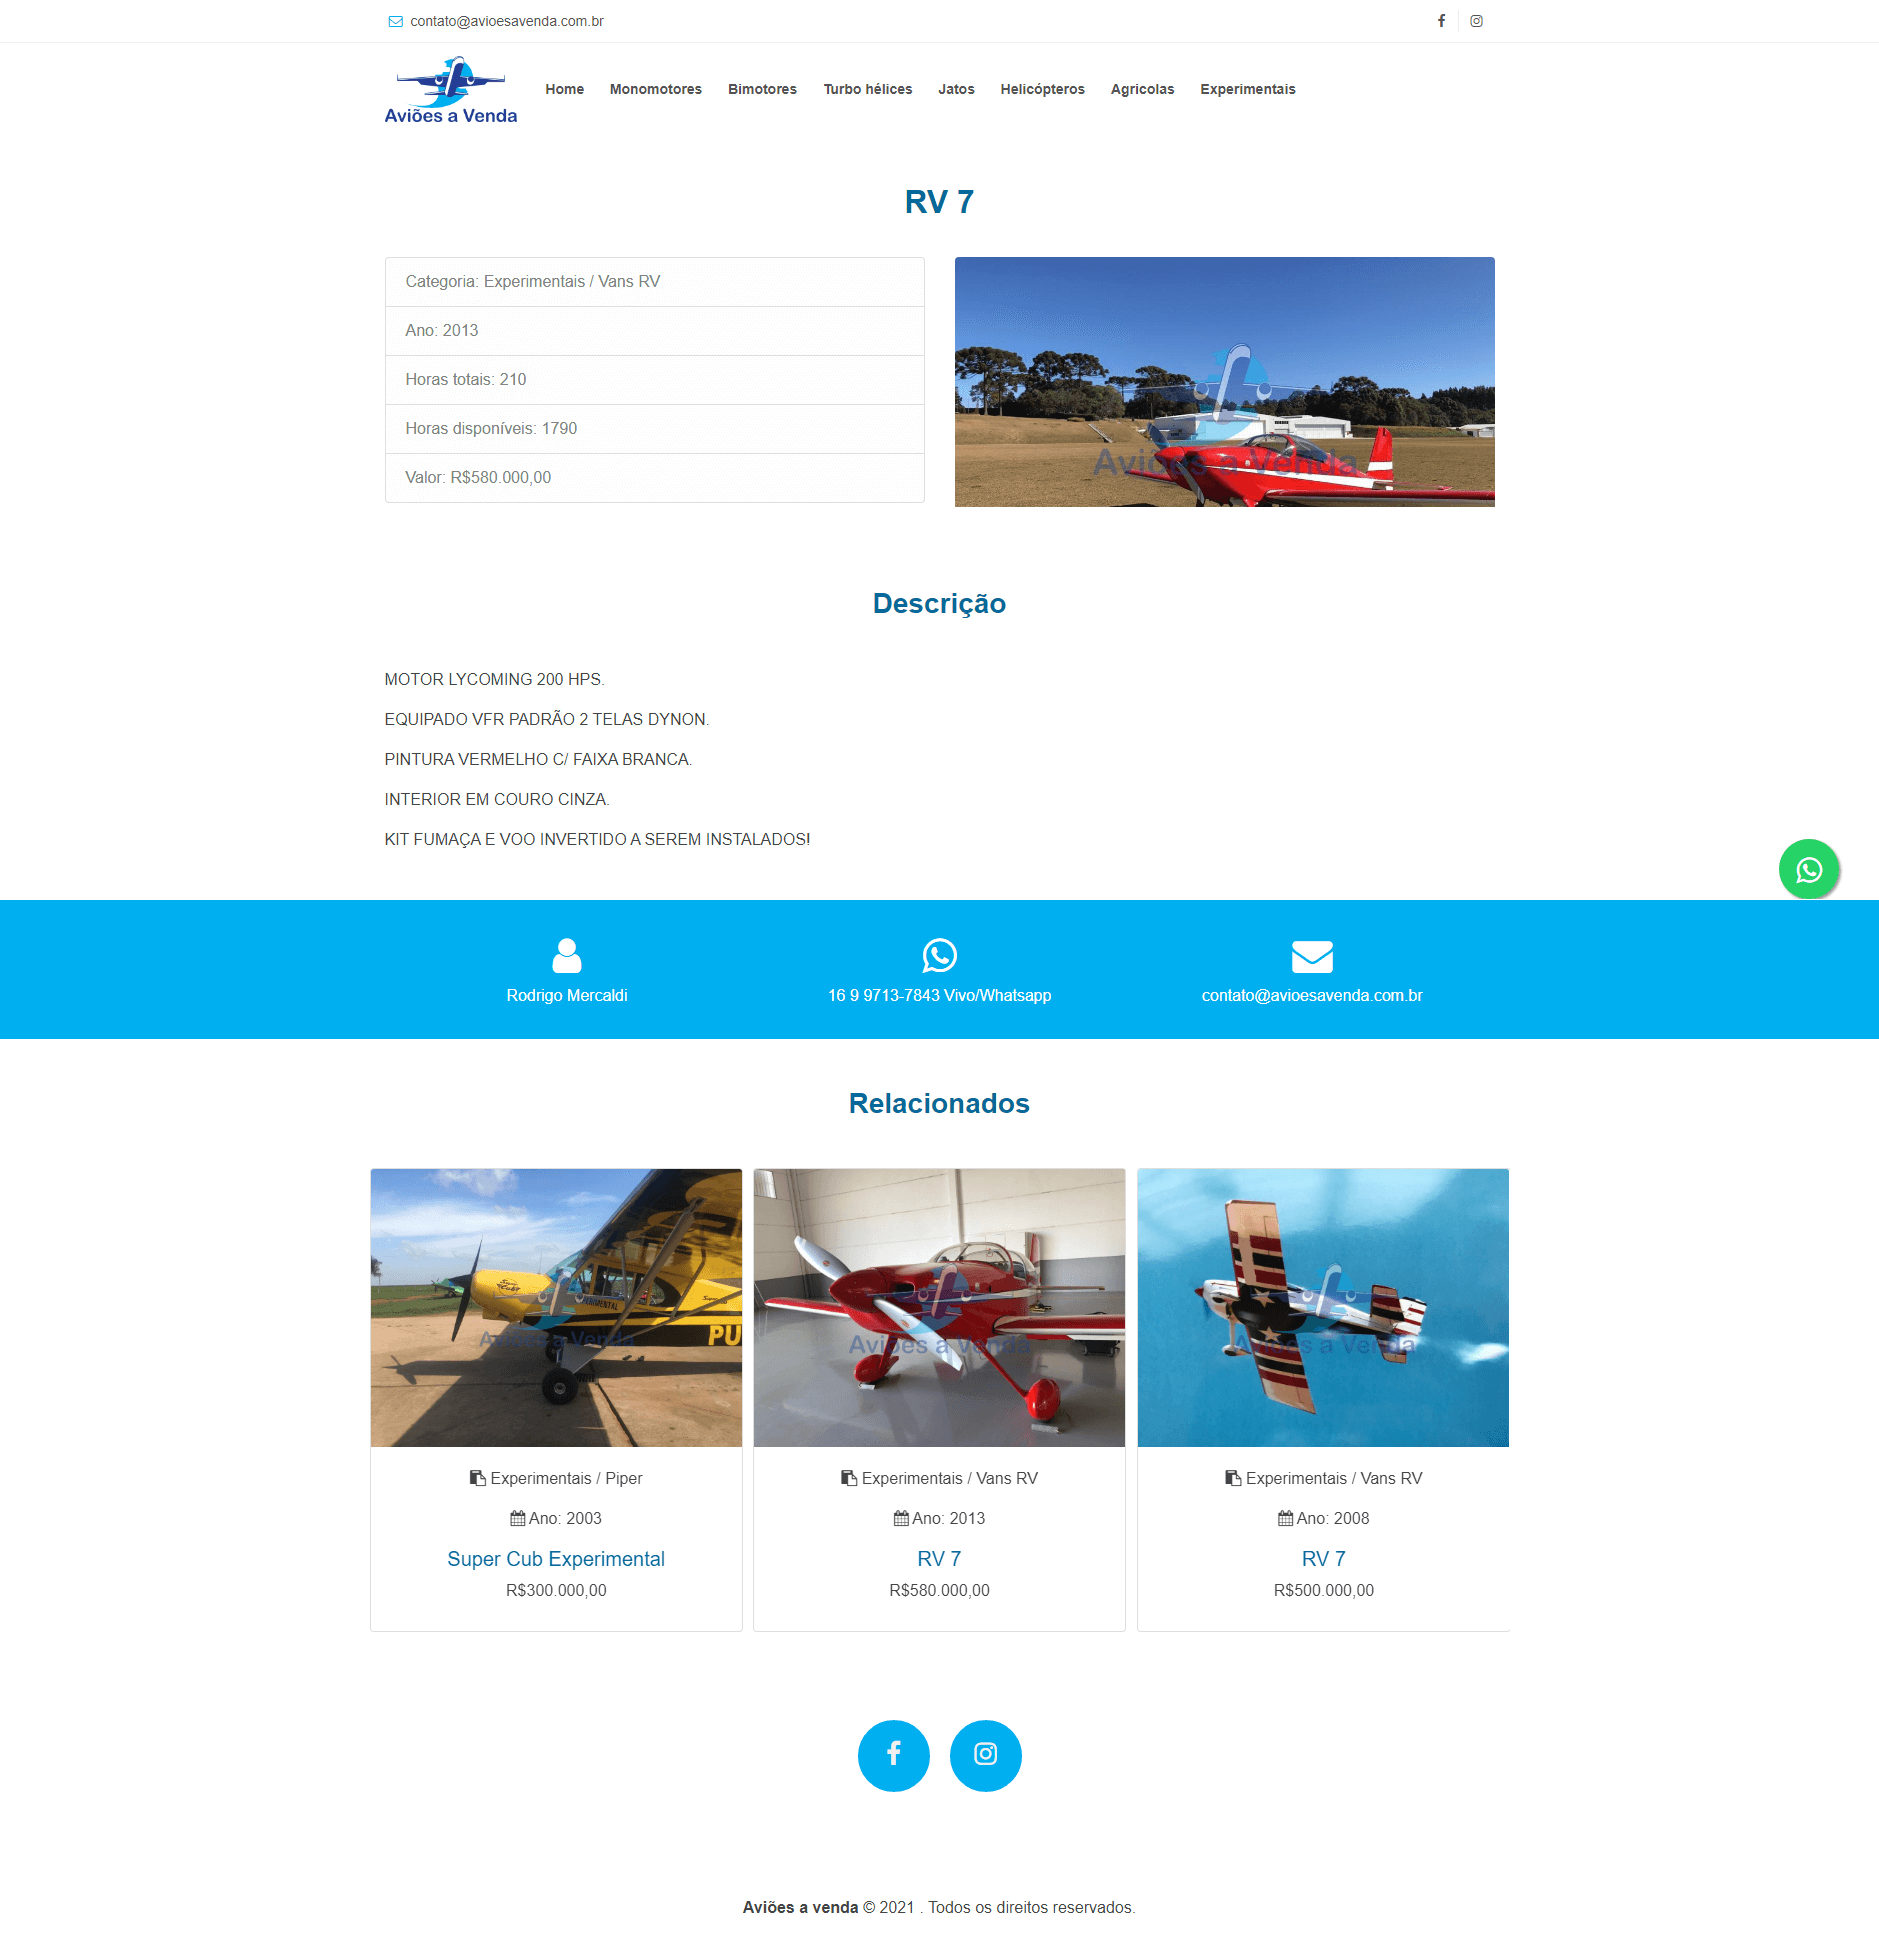 contato@avioesavenda.com.br
Aviões a Venda
Home Monomotores Bimotores Turbo hélices Jatos Helicópteros Agricolas Experimentais
RV 7
Categoria: Experimentais / Vans RV
Ano: 2013
Horas totais: 210
Horas disponíveis: 1790
Valor: R$580.000,00
Aviões a Venda
Descrição
MOTOR LYCOMING 200 HPS.
EQUIPADO VFR PADRÃO 2 TELAS DYNON.
PINTURA VERMELHO C/ FAIXA BRANCA.
INTERIOR EM COURO CINZA.
KIT FUMAÇA E VOO INVERTIDO A SEREM INSTALADOS!
Rodrigo Mercaldi
16 9 9713-7843 Vivo/Whatsapp
contato@avioesavenda.com.br
Relacionados
PU
Aviões a Venda
Aviões a Venda
Aviões a Venda
Experimentais / Piper
Ano: 2003
Super Cub Experimental
R$300.000,00
Experimentais / Vans RV
Ano: 2013
RV 7
R$580.000,00
Experimentais / Vans RV
Ano: 2008
RV 7
R$500.000,00
Aviões a venda © 2021 . Todos os direitos reservados.